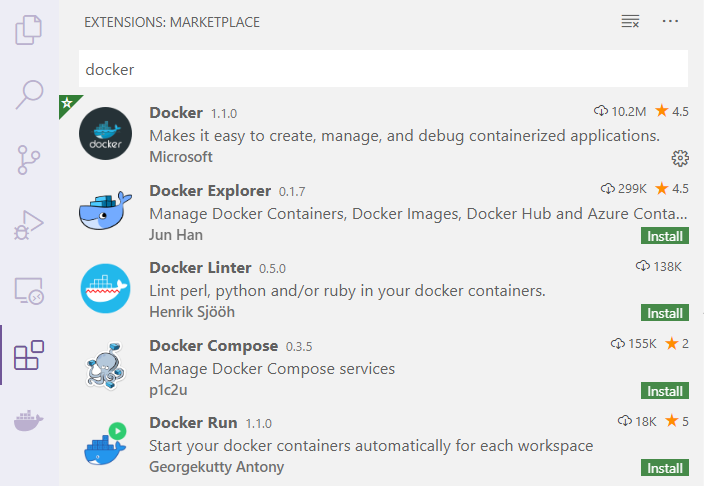 EXTENSIONS: MARKETPLACE
docker
Docker 1.1.0 10.2M 4.5
Makes it easy to create, manage, and debug containerized applications.
docker
Microsoft
Docker Explorer 0.1.7 299K 4.5
Manage Docker Containers, Docker Images, Docker Hub and Azure Conta...
Jun Han Install
Docker Linter 0.5.0 138K
Lint perl, python and/or ruby in your docker containers.
Henrik Sjööh Install
Docker Compose 0.3.5 155K 2
Manage Docker Compose services
p1c2u Install
Docker Run 1.1.0 18K 5
Start your docker containers automatically for each workspace
Georgekutty Antony Install